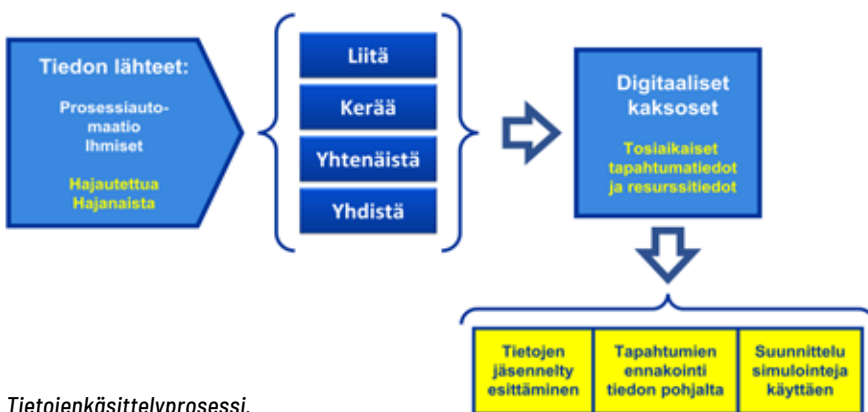 Tiedon lähteet:
Prosessiauto-
maatio
Ihmiset
Hajautettua
Hajanaista
Liitä
Kerää
Yhtenäistä
Yhdistä
Digitaaliset
kaksoset
Tosiaikaiset
tapahtumatiedot
ja resurssitiedot
Tietojen
jäsennelty
esittäminen
Tapahtumien
ennakointi
tiedon pohjalta
Suunnittelu
simulointeja
käyttäen
Tietojenkäsittelyprosessi.